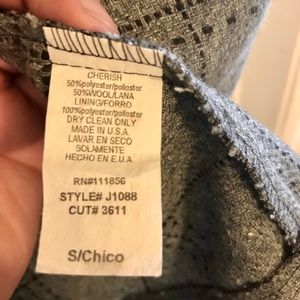 CHERISH
50%polyester/poliester
50%WOOL/LANA
LINING/FORRO
100%polyester/poliester
DRY CLEAN ONLY
MADE IN U.S.A
LAVAR EN SECO
SOLAMENTE
HECHO EN E.U.A
RN#111856
STYLE# J1088
CUT# 3611
S/Chico